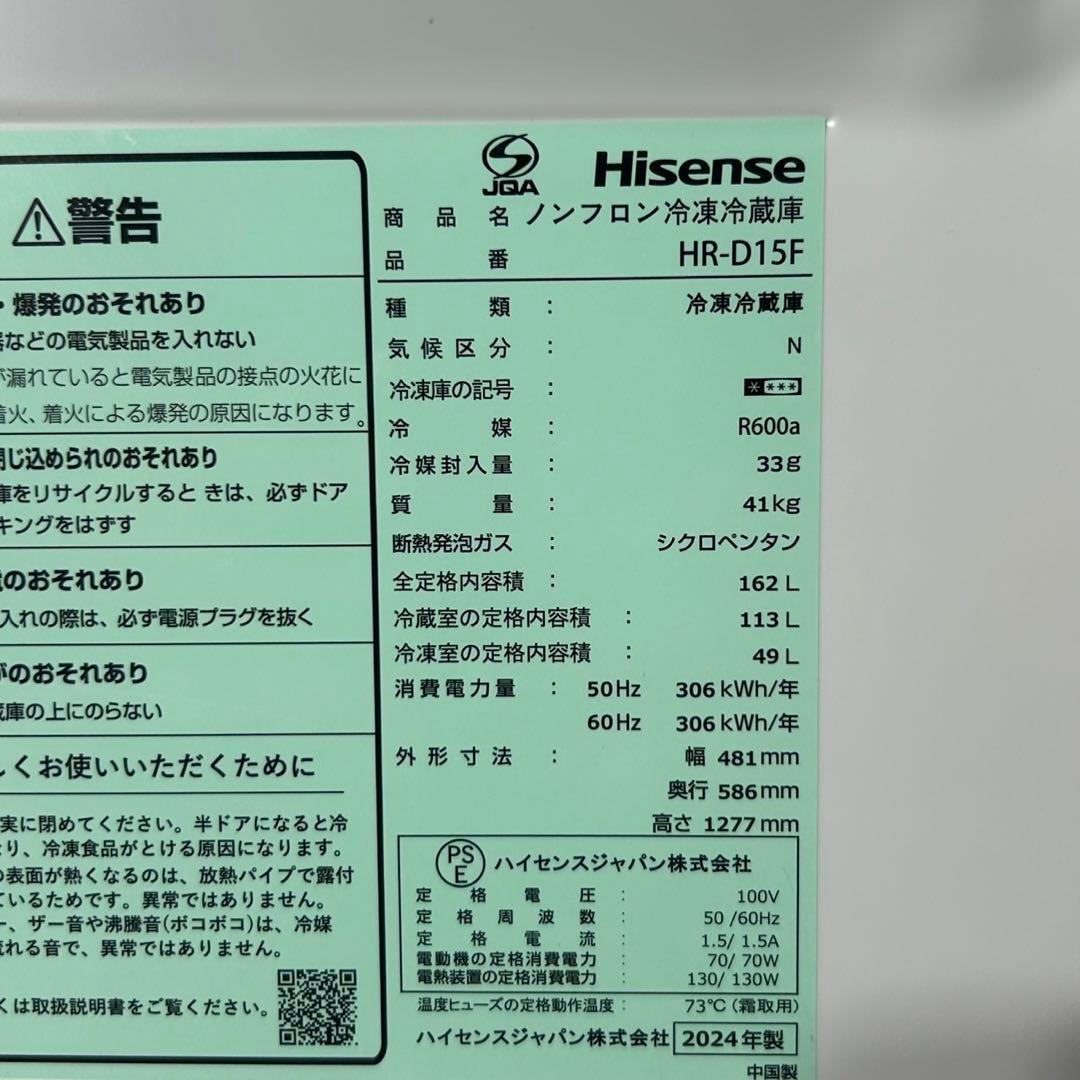 警告
・爆発のおそれあり
などの電気製品を入れない
漏れていると電気製品の接点の火花に
着火、着火による爆発の原因になります。
閉じ込められのおそれあり
庫をリサイクルすると きは、必ずドア
キングをはずす
のおそれあり
入れの際は、必ず電源プラグを抜く
がのおそれあり
蔵庫の上にのらない
しくお使いいただくために
実に閉めてください。半ドアになると冷
り、冷凍食品がとける原因になります。
の表面が熱くなるのは、放熱パイプで露付
ているためです。異常ではありません。
ー、ザー音や沸騰音(ボコボコ)は、冷媒
流れる音で、異常ではありません。
くは取扱説明書をご覧ください。
JQA Hisense
商品名 ノンフロン冷凍冷蔵庫
品番 HR-D15F
種類 : 冷凍冷蔵庫
気候区分 : N
冷凍庫の記号 : * ***
冷媒 : R600a
冷媒封入量 : 33g
質量 : 41kg
断熱発泡ガス : シクロペンタン
全定格内容積 : 162 L
冷蔵室の定格内容積 : 113 L
冷凍室の定格内容積 : 49 L
消費電力量 : 50Hz 306 kWh/年
60Hz 306 kWh/年
外形寸法 : 幅 481mm
奥行 586mm
高さ 1277mm
PSE ハイセンスジャパン株式会社
定格電圧 : 100V
定格周波数 : 50 /60Hz
定格電流 : 1.5/ 1.5A
電動機の定格消費電力 : 70/ 70W
電熱装置の定格消費電力 : 130/ 130W
温度ヒューズの定格動作温度 : 73℃ (霜取用)
ハイセンスジャパン株式会社 2024年製
中国製